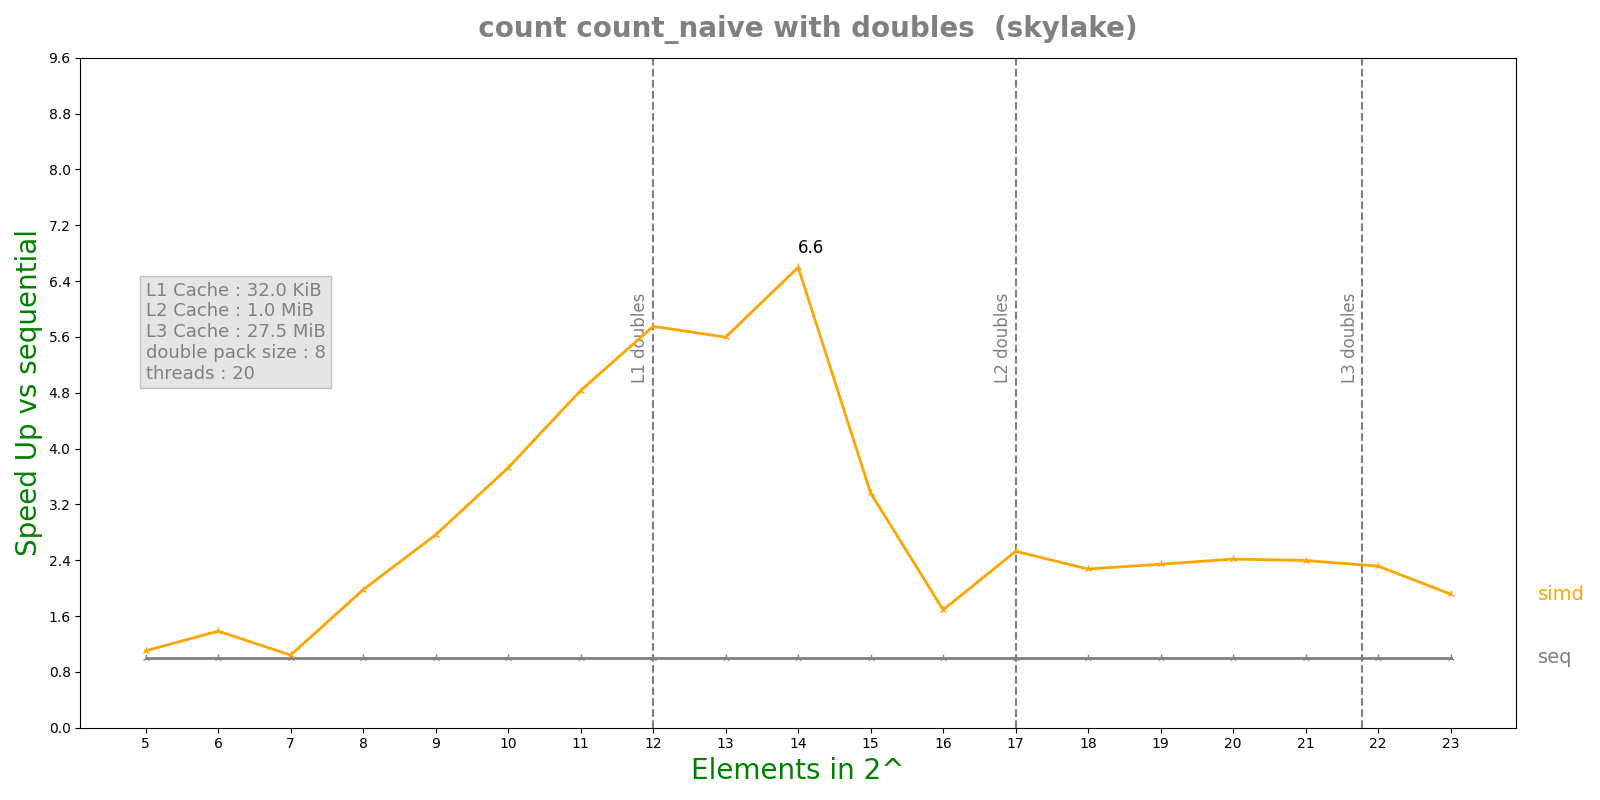 count count_naive with doubles  (skylake)
Speed Up vs sequential
9.6
8.8
8.0
7.2
6.4
5.6
4.8
4.0
3.2
2.4
1.6
0.8
0.0
L1 Cache : 32.0 KiB
L2 Cache : 1.0 MiB
L3 Cache : 27.5 MiB
double pack size : 8
threads : 20
L1 doubles
6.6
L2 doubles
L3 doubles
simd
seq
5 6 7 8 9 10 11 12 13 14 15 16 17 18 19 20 21 22 23
Elements in 2^